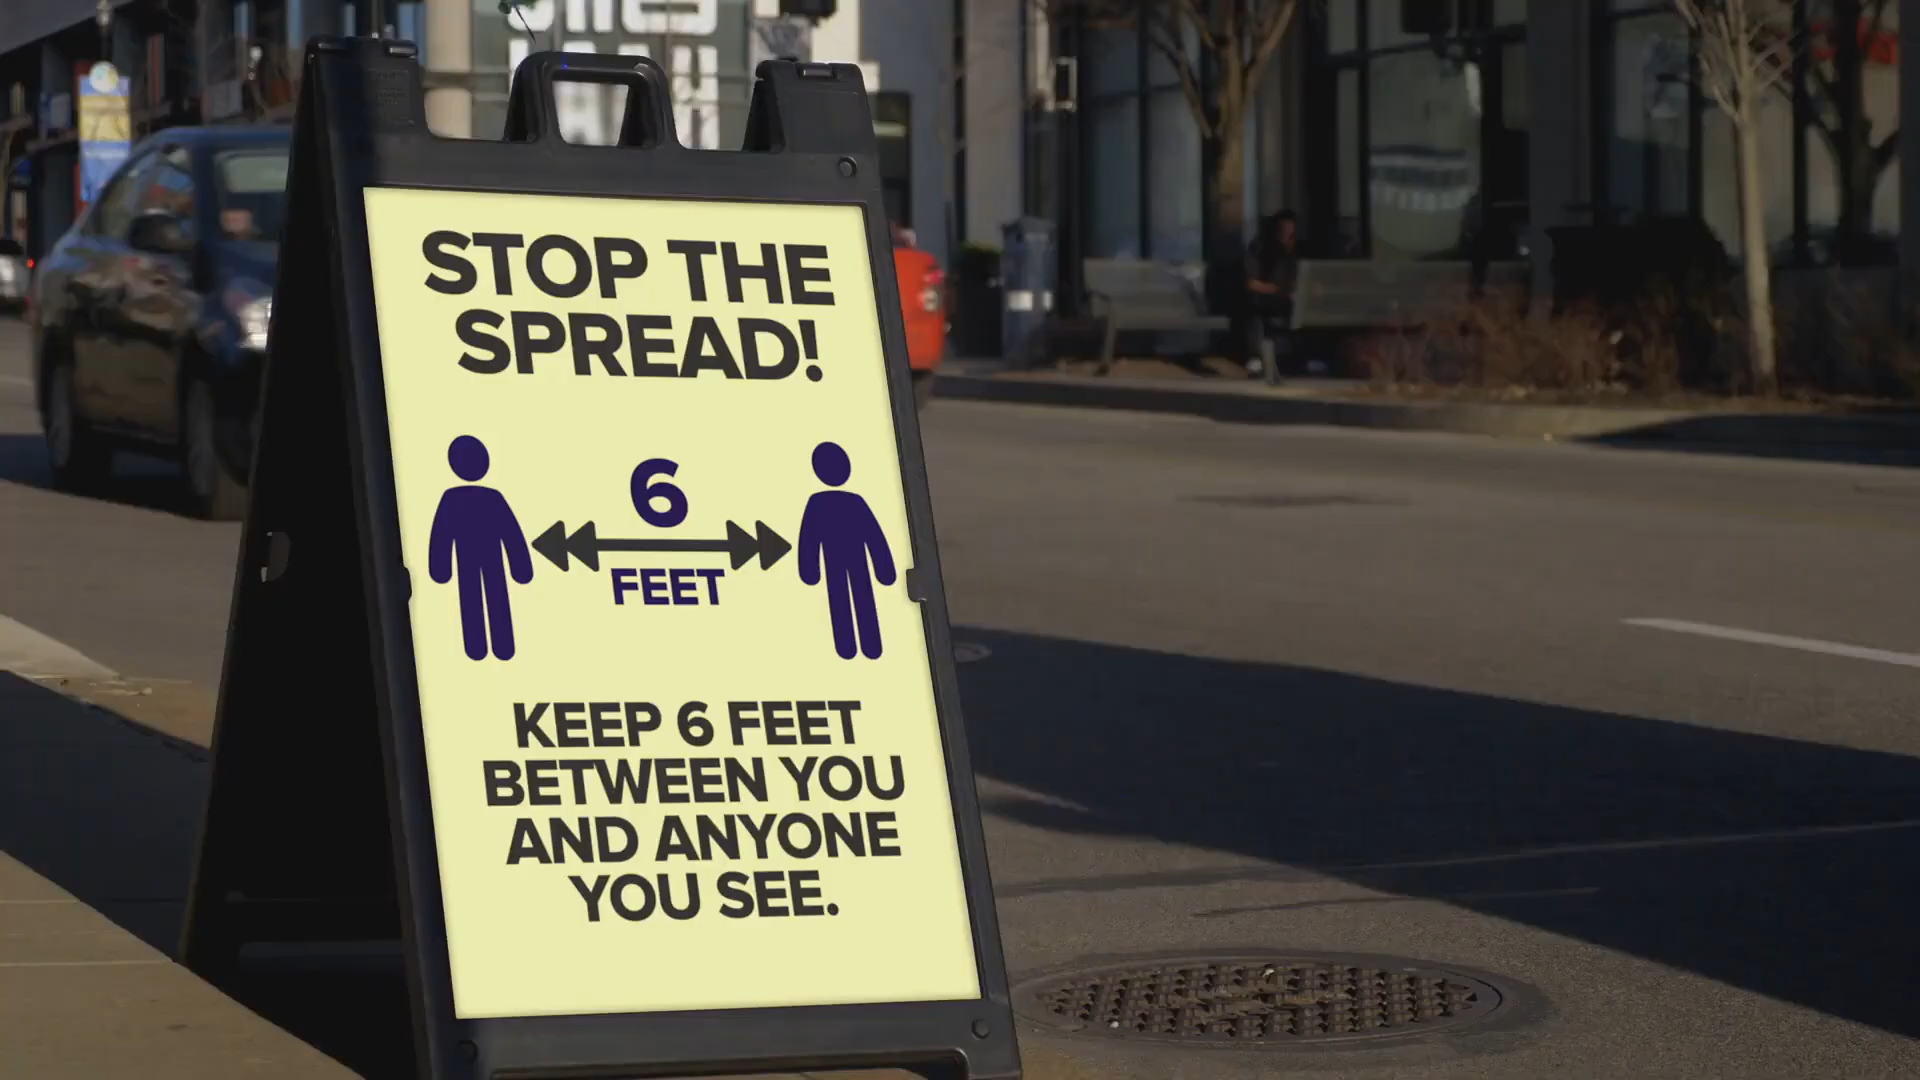 STOP THE
SPREAD!
6
FEET
KEEP 6 FEET
BETWEEN YOU
AND ANYONE
YOU SEE.